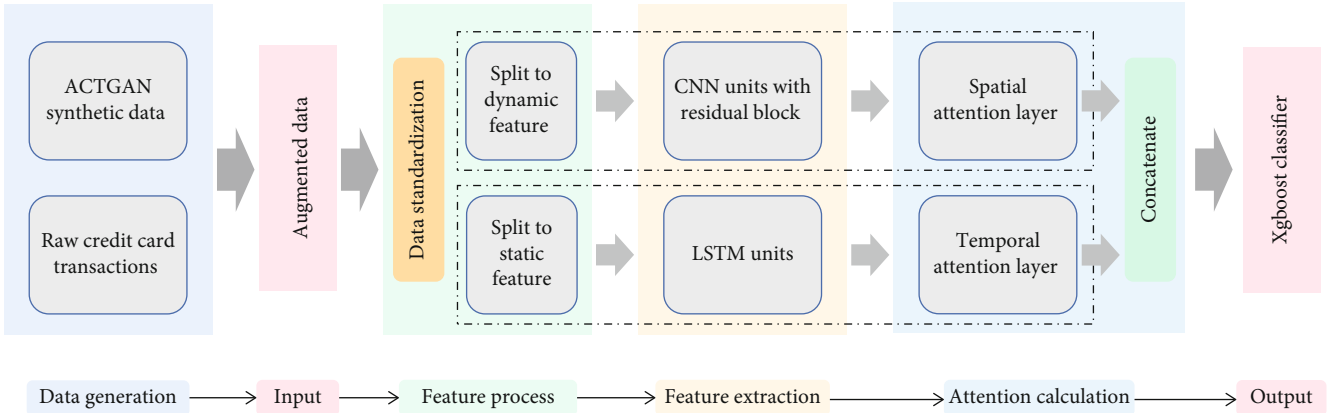 ACTGAN
synthetic data
Raw credit card
transactions
Augmented data
Data standardization
Split to
dynamic
feature
CNN units with
residual block
Spatial
attention layer
Split to
static
feature
LSTM units
Temporal
attention layer
Concatenate
Xgboost classifier
Data generation
Input
Feature process
Feature extraction
Attention calculation
Output